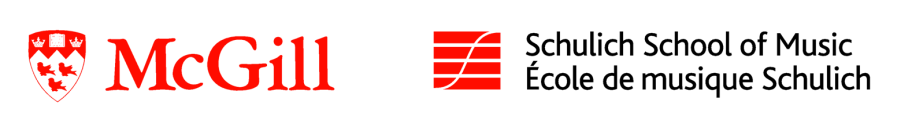 McGill
Schulich School of Music
École de musique Schulich